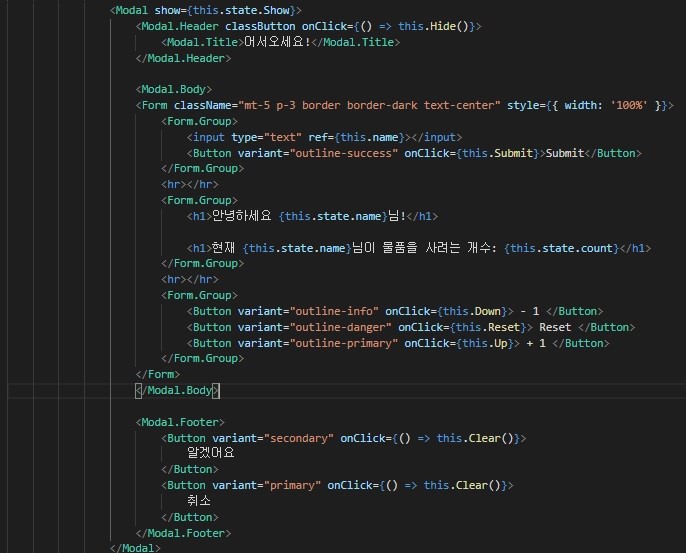 <Modal show={this.state.Show}>
<Modal.Header classButton onClick={() => this.Hide()}>
<Modal.Title>어서오세요!</Modal.Title>
</Modal.Header>
<Modal.Body>
<Form className="mt-5 p-3 border border-dark text-center" style={{ width: '100%' }}>
<Form.Group>
<input type="text" ref={this.name}></input>
<Button variant="outline-success" onClick={this.Submit}>Submit</Button>
</Form.Group>
<hr></hr>
<Form.Group>
<h1>안녕하세요 {this.state.name}님!</h1>
<h1>현재 {this.state.name}님이 물품을 사려는 개수: {this.state.count}</h1>
</Form.Group>
<hr></hr>
<Form.Group>
<Button variant="outline-info" onClick={this.Down}> - 1 </Button>
<Button variant="outline-danger" onClick={this.Reset}> Reset </Button>
<Button variant="outline-primary" onClick={this.Up}> + 1 </Button>
</Form.Group>
</Form>
</Modal.Body>
<Modal.Footer>
<Button variant="secondary" onClick={() => this.Clear()}>
알겠어요
</Button>
<Button variant="primary" onClick={() => this.Clear()}>
취소
</Button>
</Modal.Footer>
</Modal>